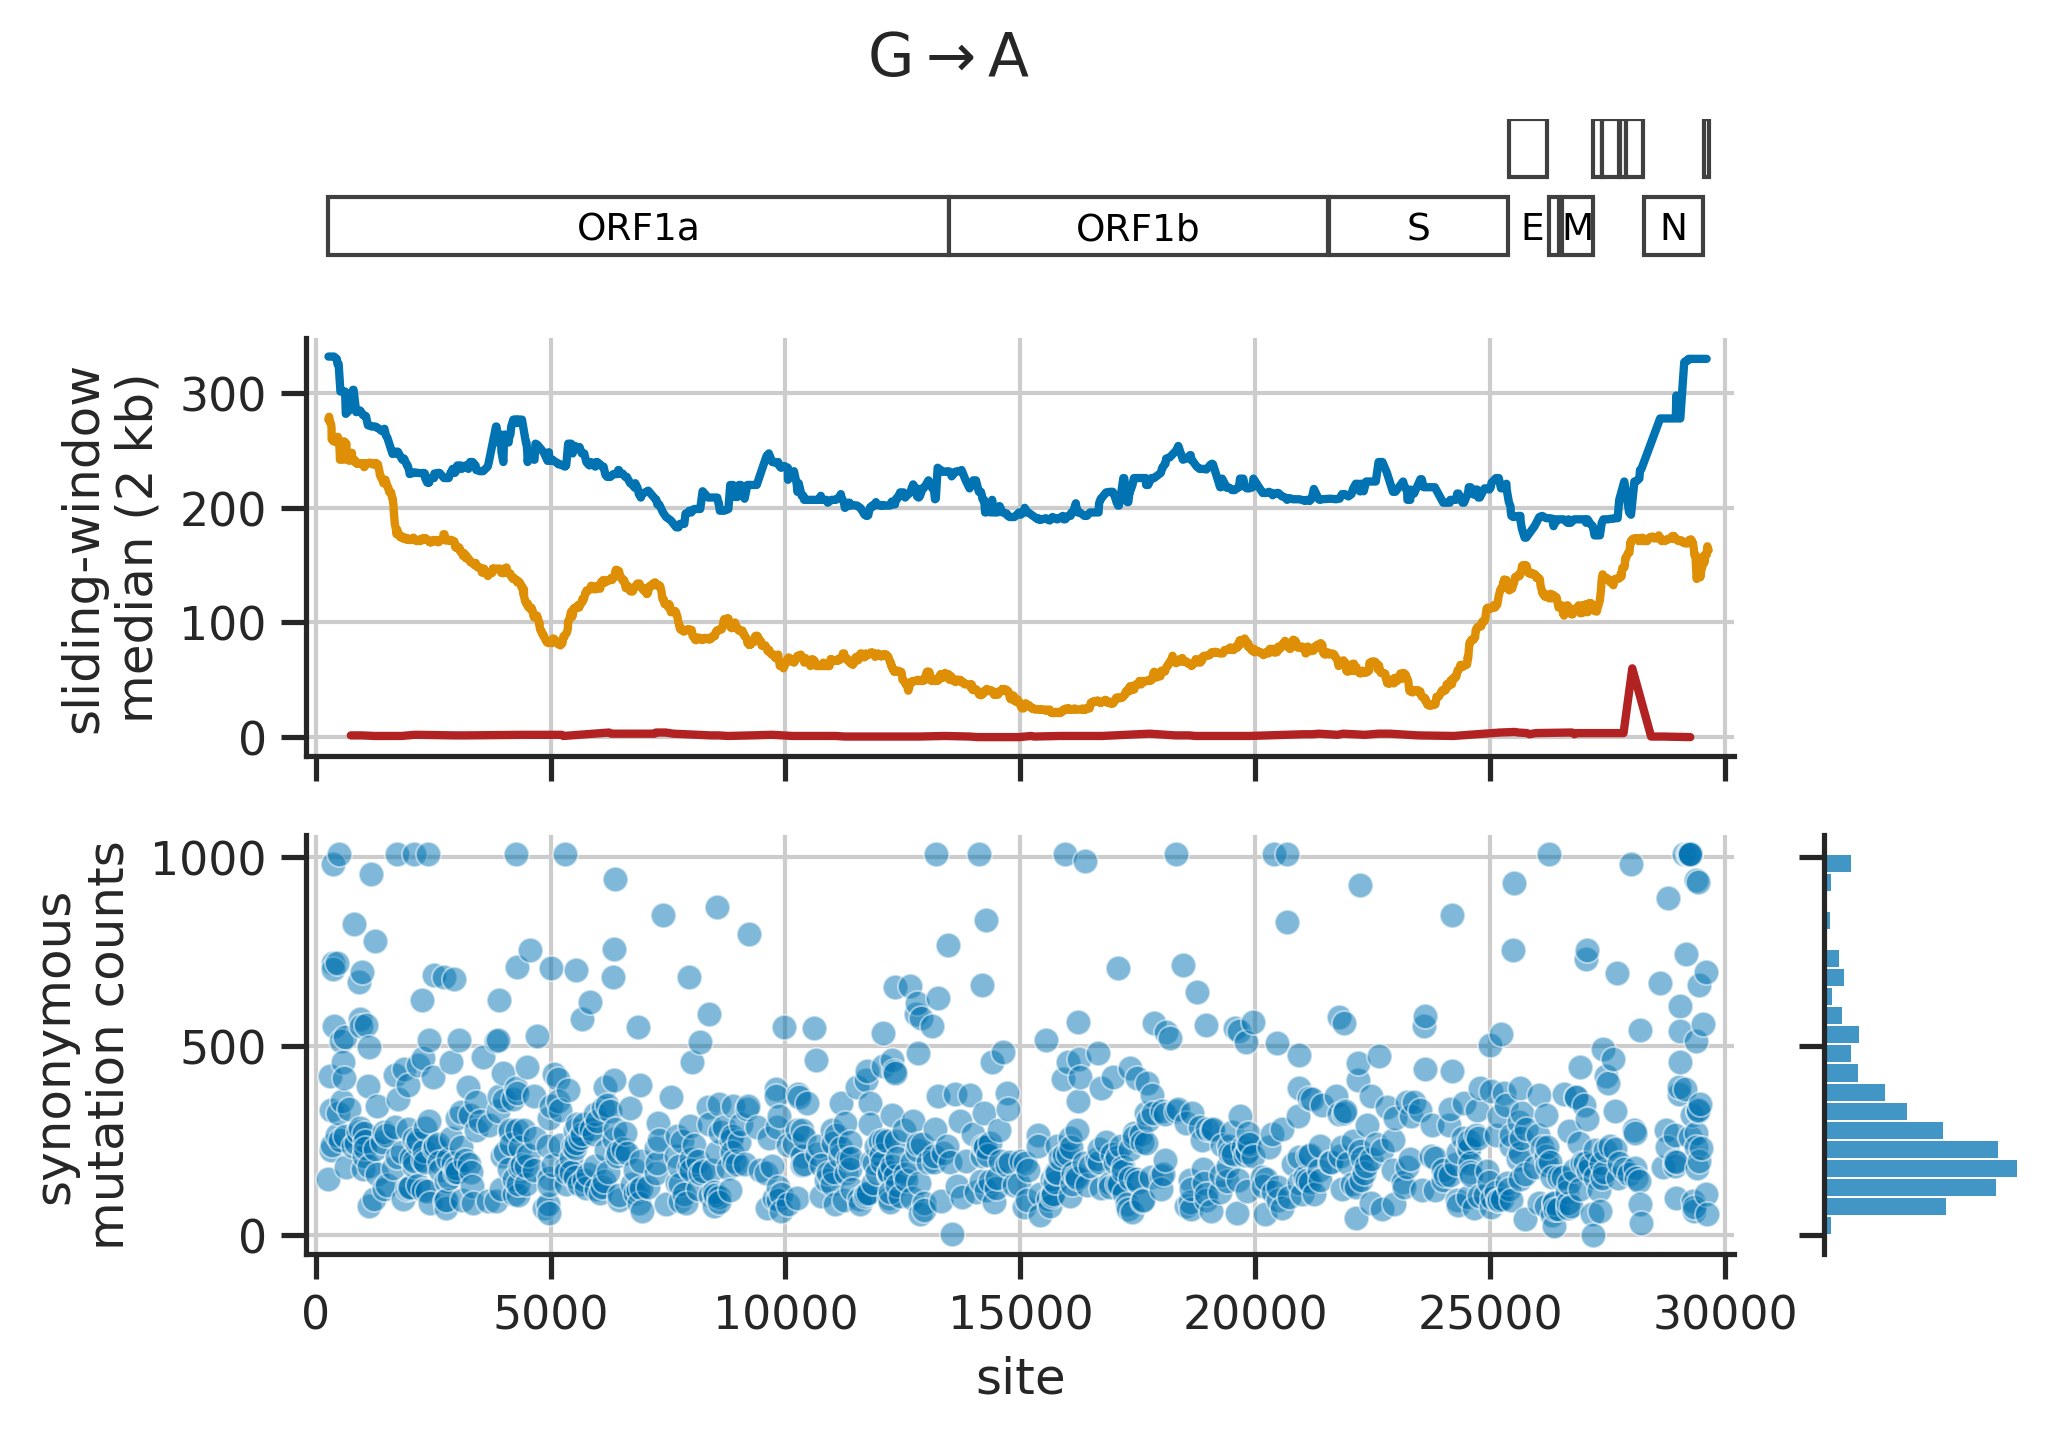 G→A
ORF1a ORF1b S E M N
sliding-window
median (2 kb)
300
200
100
0
synonymous
mutation counts
1000
500
0
0 5000 10000 15000 20000 25000 30000
site